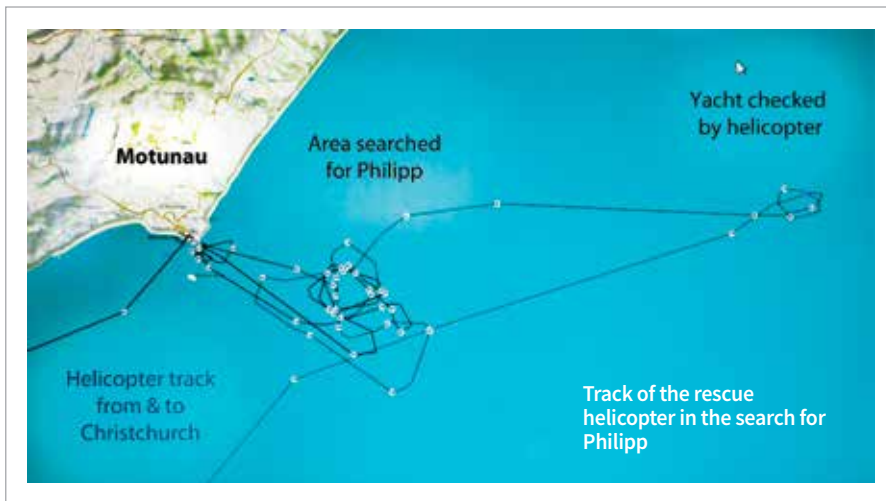 Motunau
Area searched
for Philipp
Yacht checked
by helicopter
Helicopter track
from & to
Christchurch
Track of the rescue
helicopter in the search for
Philipp